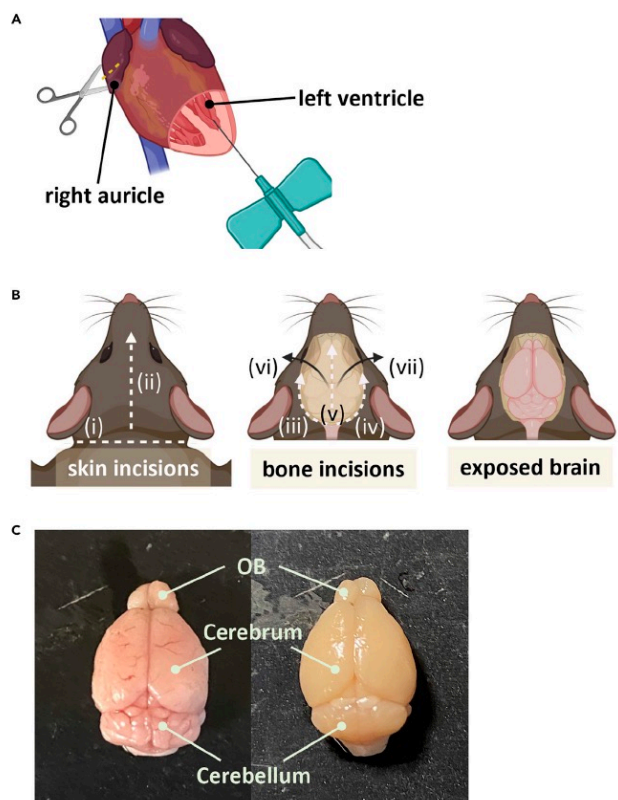 A
left ventricle
right auricle
B
(ii)
(i)
skin incisions
(vi)
(vii)
(iii)
(v)
(iv)
bone incisions
exposed brain
C
OB
Cerebrum
Cerebellum